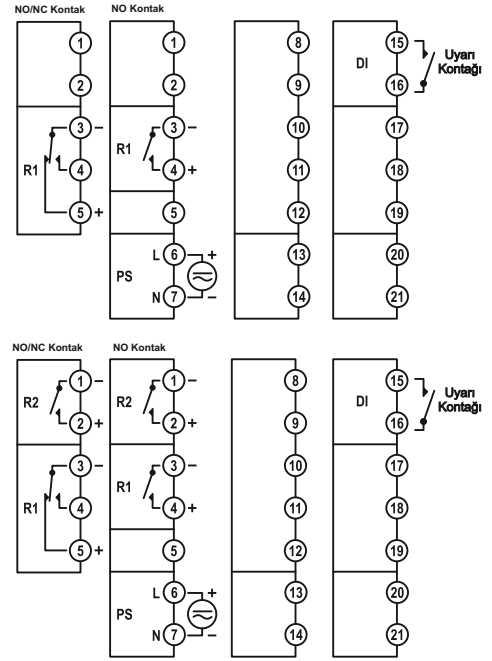 NO/NC Kontak NO Kontak
1 1 8 15
DI
Uyarı
Kontağı
2 2 9 16
3 – 3 – 10 17
R1 R1
4 4 + 11 18
5 + 5 12 19
L 6 + 13 20
PS
N 7 – 14 21
NO/NC Kontak NO Kontak
1 – 1 – 8 15
R2 R2 DI
Uyarı
Kontağı
2 + 2 + 9 16
3 – 3 – 10 17
R1 R1
4 4 + 11 18
5 + 5 12 19
L 6 + 13 20
PS
N 7 – 14 21